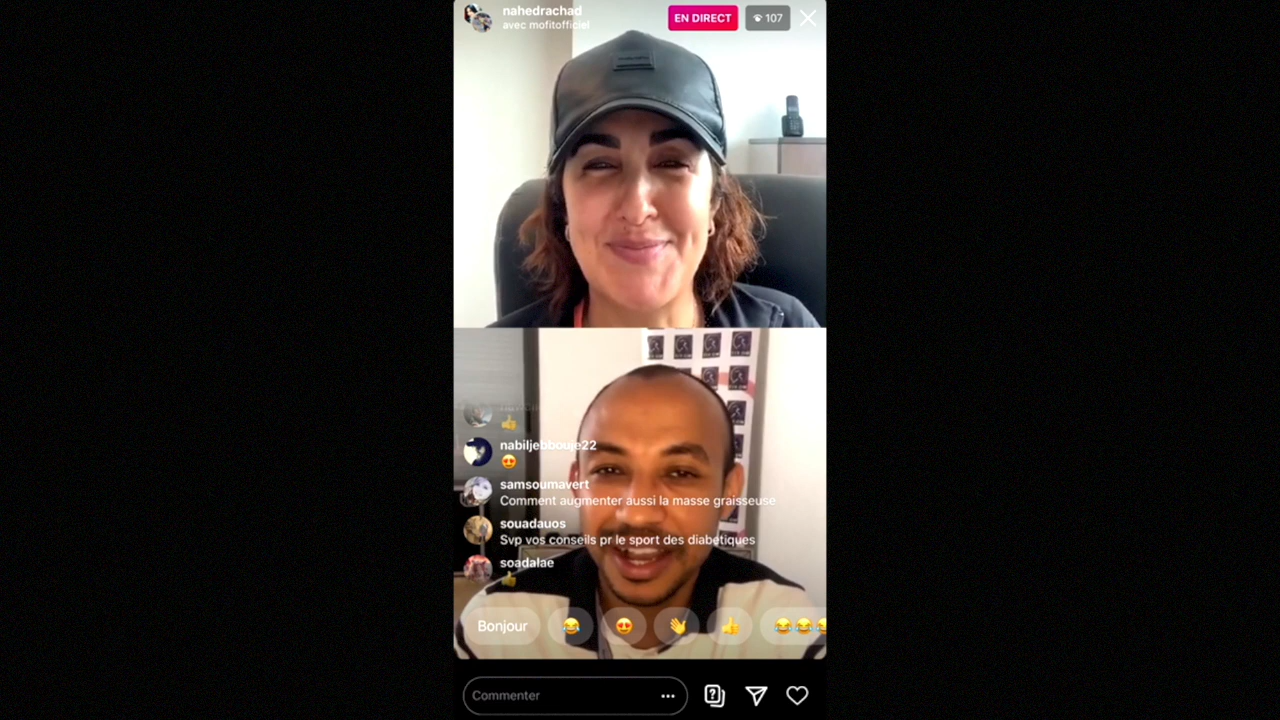 nahedrachad
avec mofitofficiel
EN DIRECT
107
👍
nabiljebbouje22
😍
samsoumavert
Comment augmenter aussi la masse graisseuse
souadauos
Svp vos conseils pr le sport des diabétiques
soadalae
👍
Bonjour 😂 😍 👋 👍 😂😂😂
Commenter